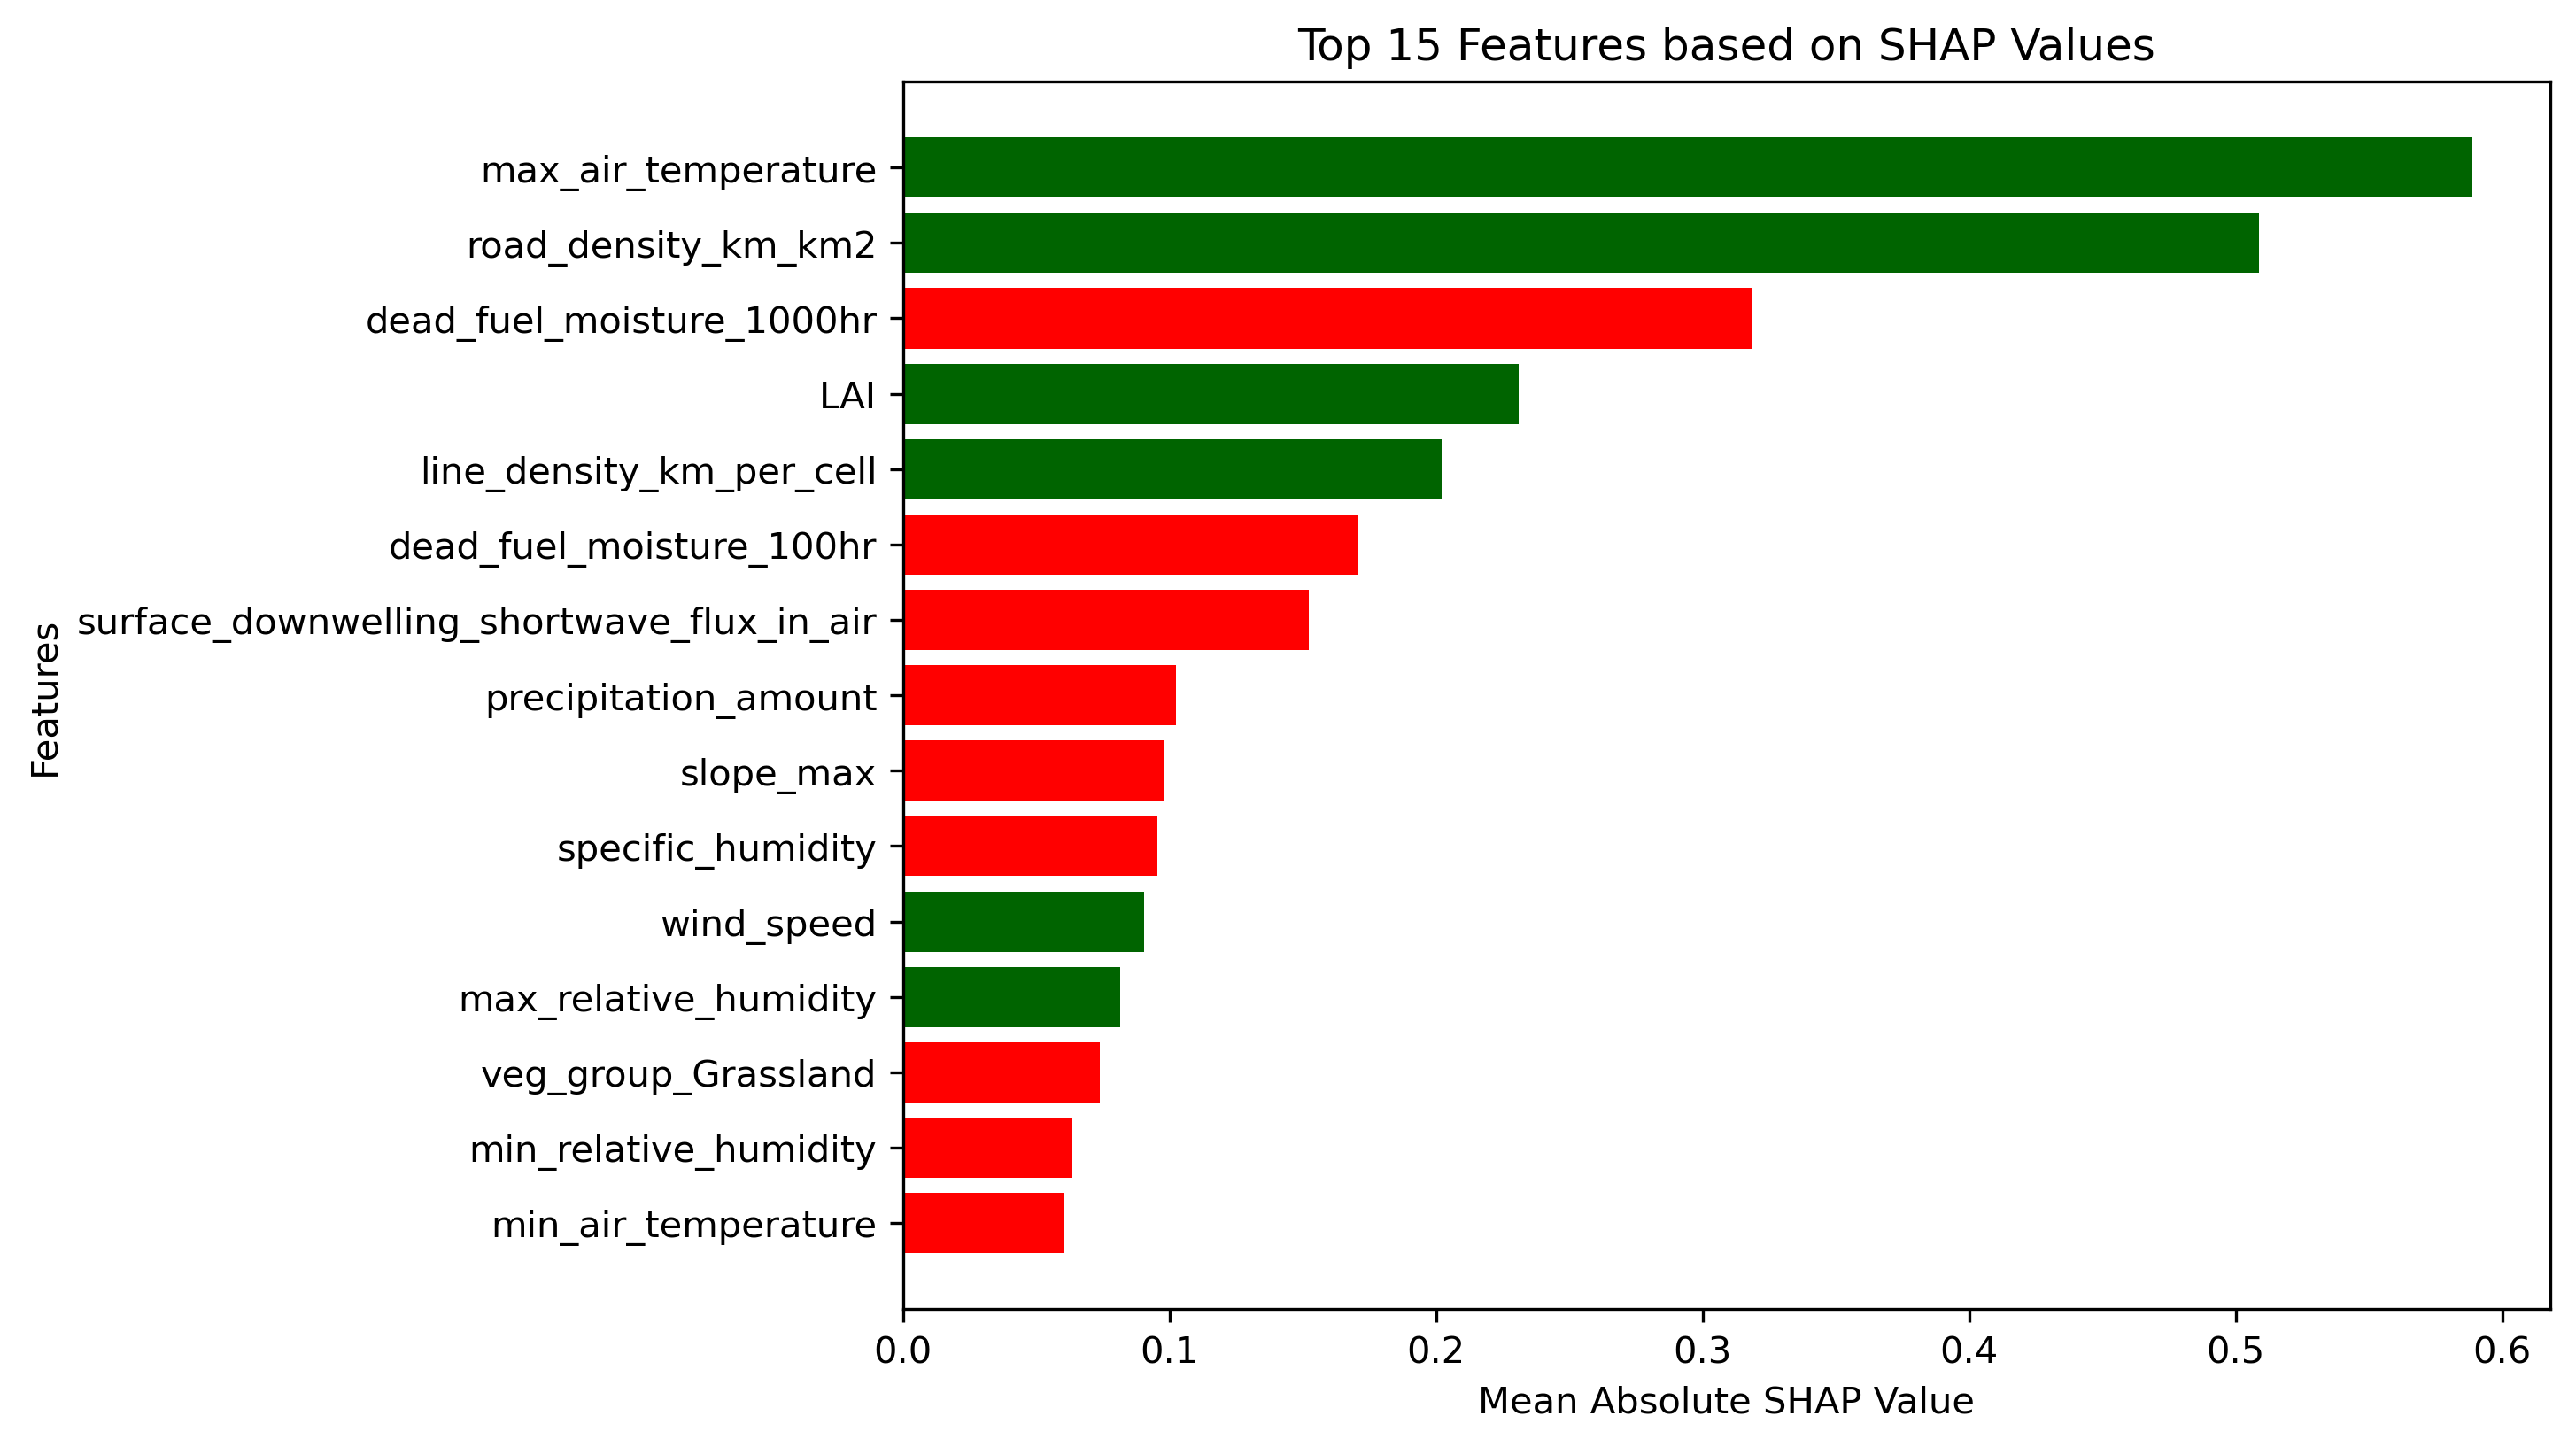 Top 15 Features based on SHAP Values
max_air_temperature
road_density_km_km2
dead_fuel_moisture_1000hr
LAI
line_density_km_per_cell
dead_fuel_moisture_100hr
surface_downwelling_shortwave_flux_in_air
precipitation_amount
slope_max
specific_humidity
wind_speed
max_relative_humidity
veg_group_Grassland
min_relative_humidity
min_air_temperature
Features
0.0 0.1 0.2 0.3 0.4 0.5 0.6
Mean Absolute SHAP Value